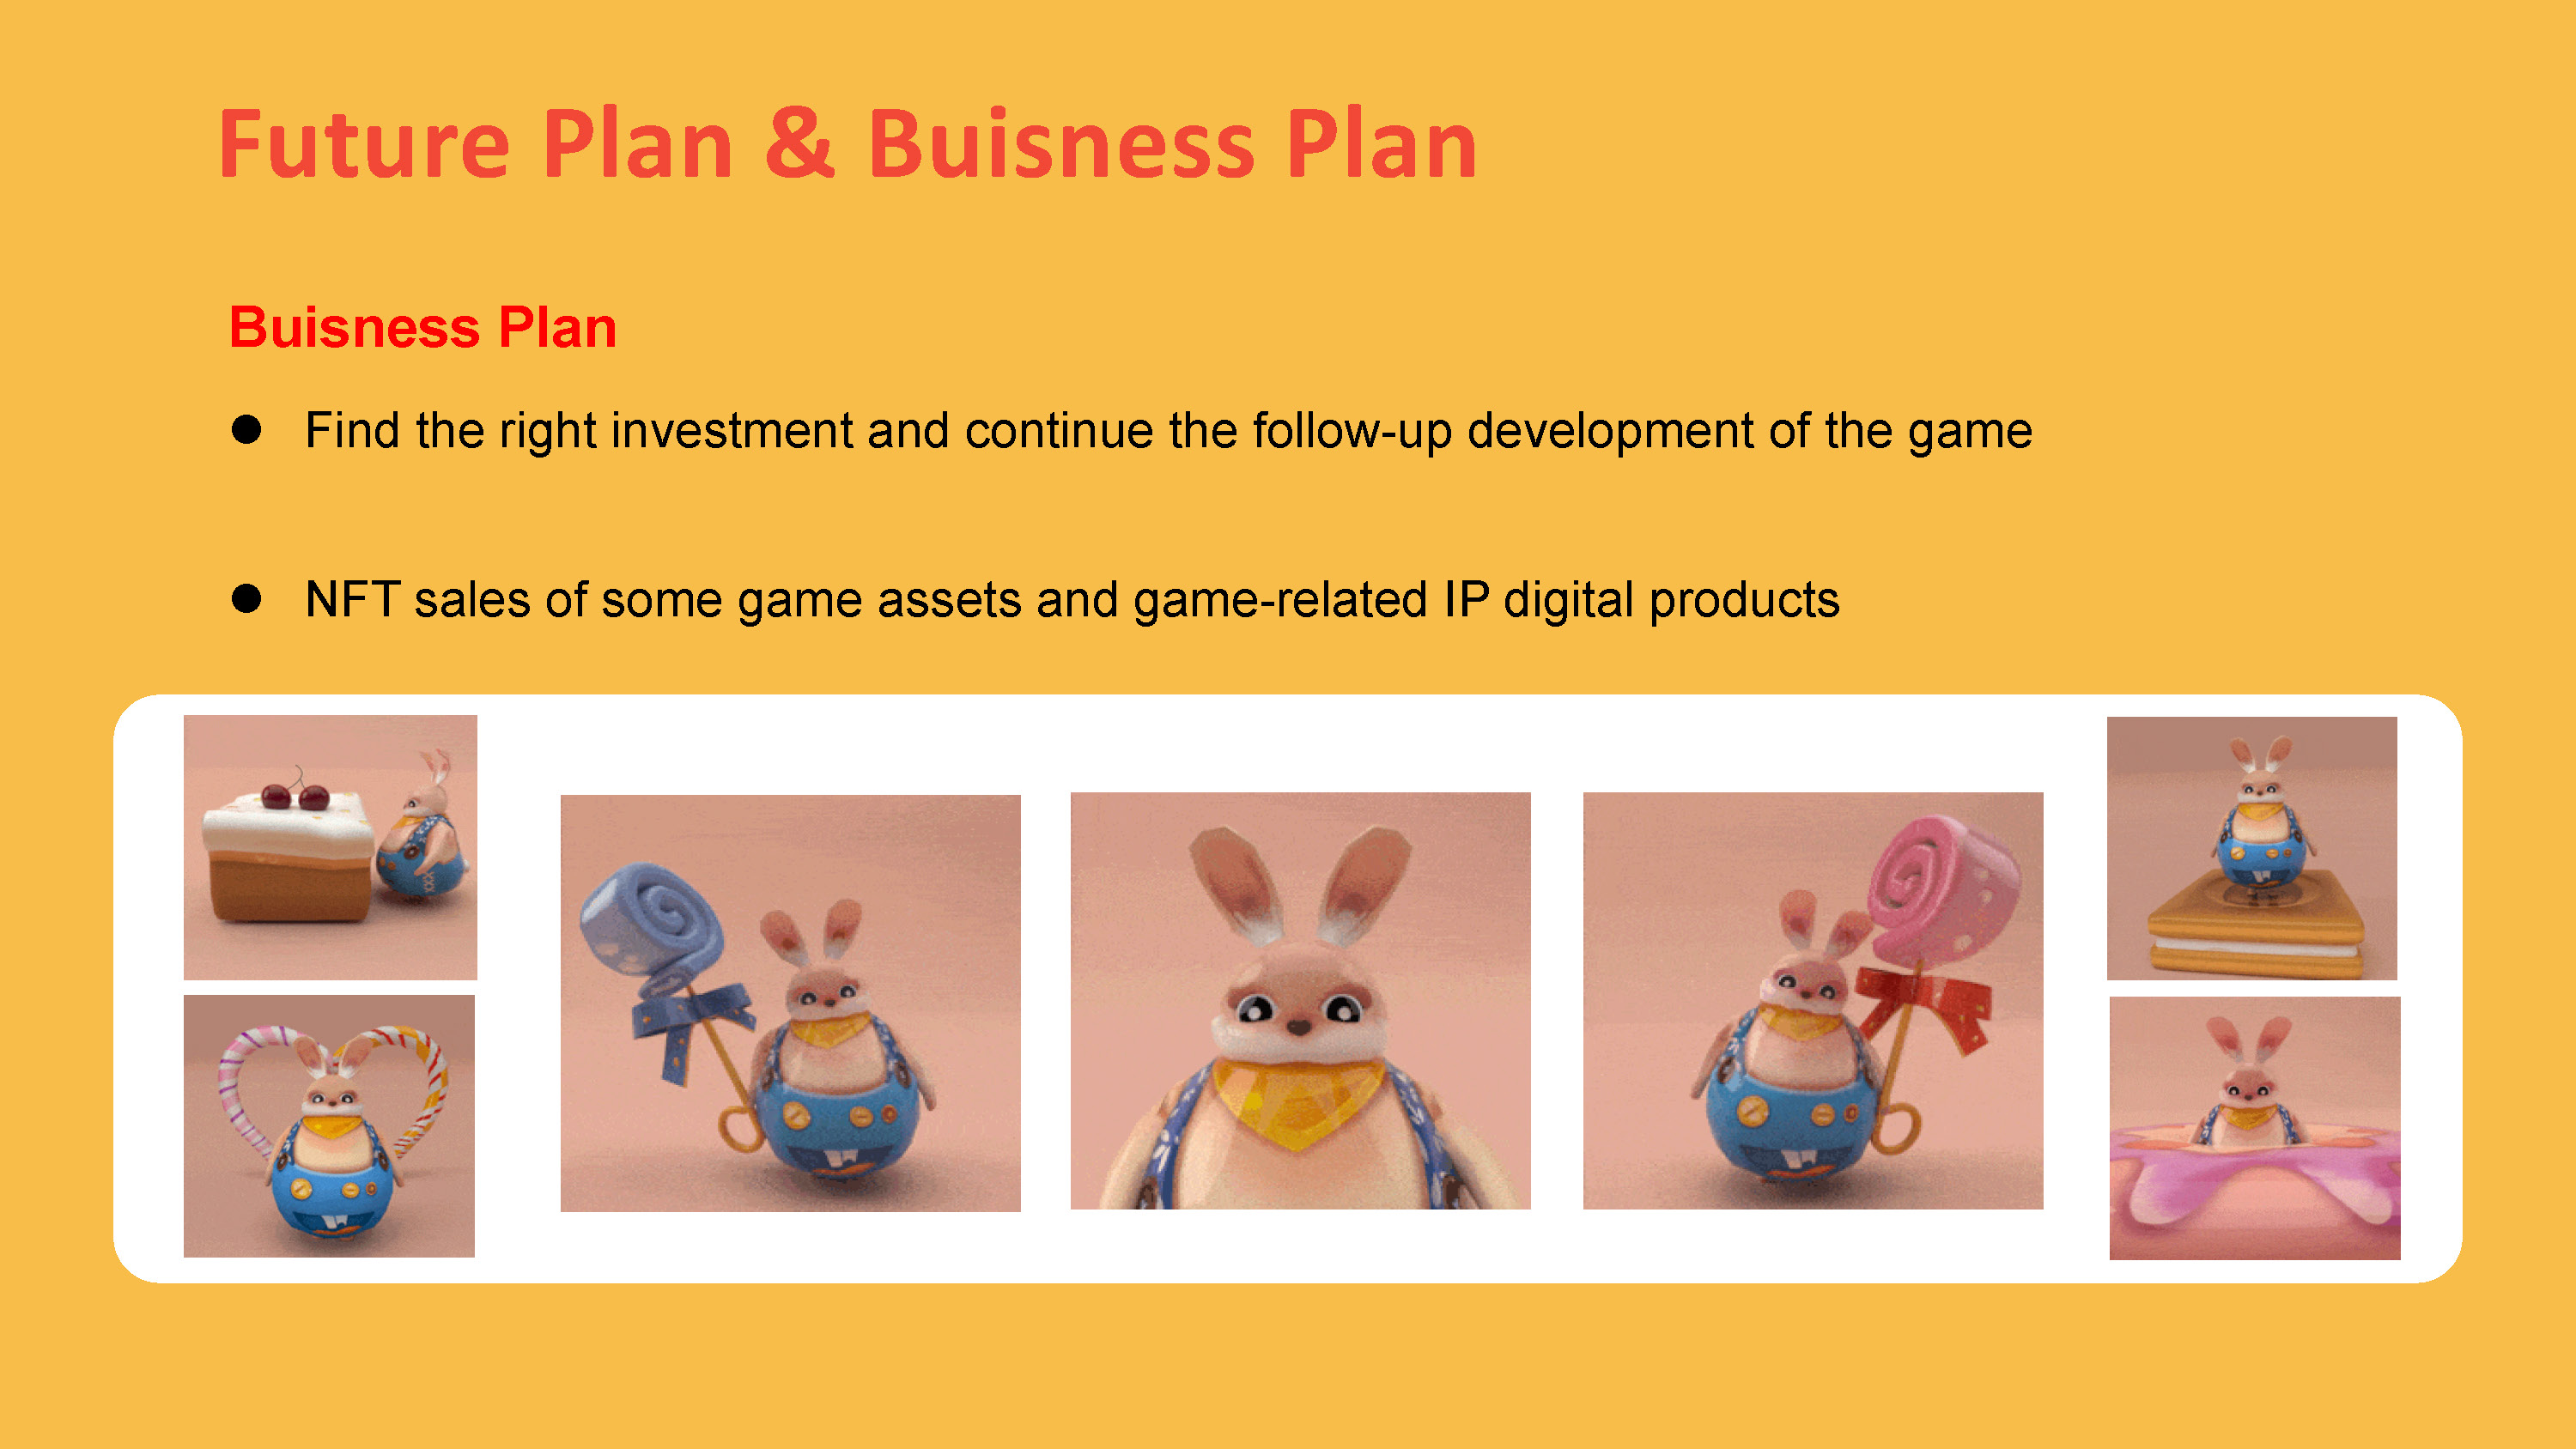 Future Plan & Buisness Plan
Buisness Plan
● Find the right investment and continue the follow-up development of the game
● NFT sales of some game assets and game-related IP digital products